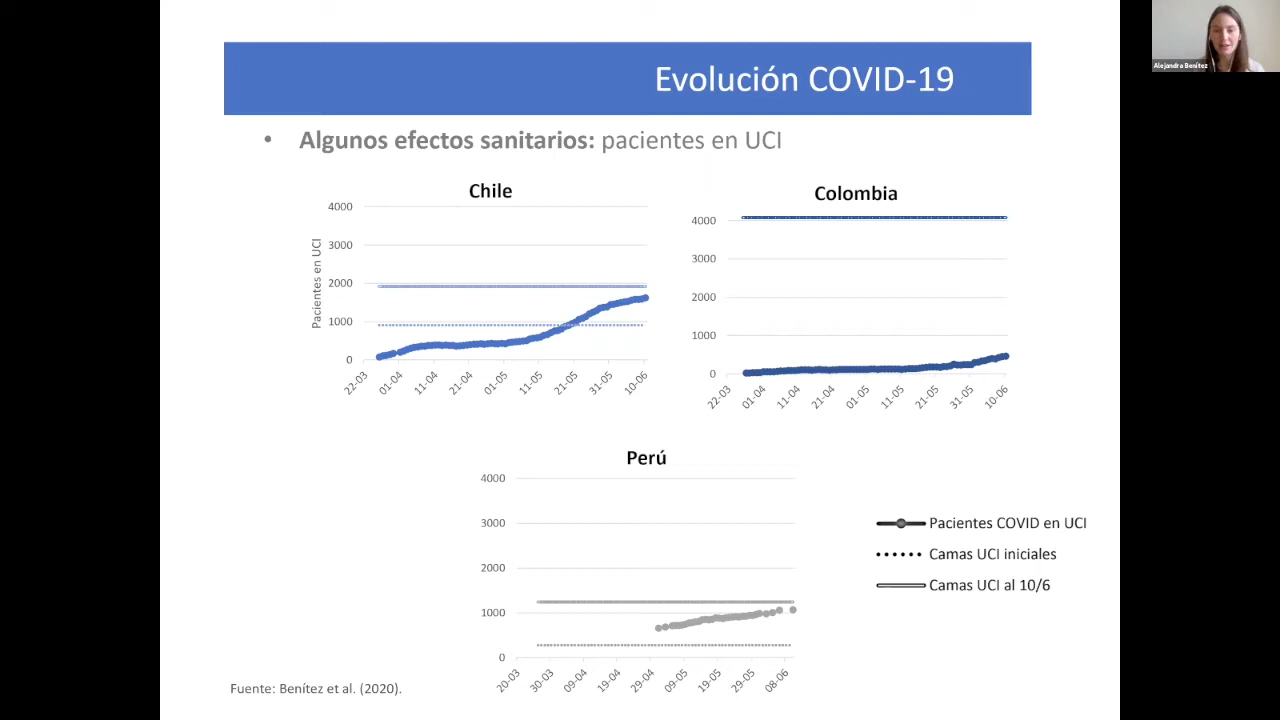 Alejandra Benítez
Evolución COVID-19
• Algunos efectos sanitarios: pacientes en UCI
Chile
Pacientes en UCI
4000
3000
2000
1000
0
22-03 01-04 11-04 21-04 01-05 11-05 21-05 31-05 10-06
Colombia
4000
3000
2000
1000
0
22-03 01-04 11-04 21-04 01-05 11-05 21-05 31-05 10-06
Perú
4000
3000
2000
1000
0
20-03 30-03 09-04 19-04 29-04 09-05 19-05 29-05 08-06
Pacientes COVID en UCI
Camas UCI iniciales
Camas UCI al 10/6
Fuente: Benítez et al. (2020).